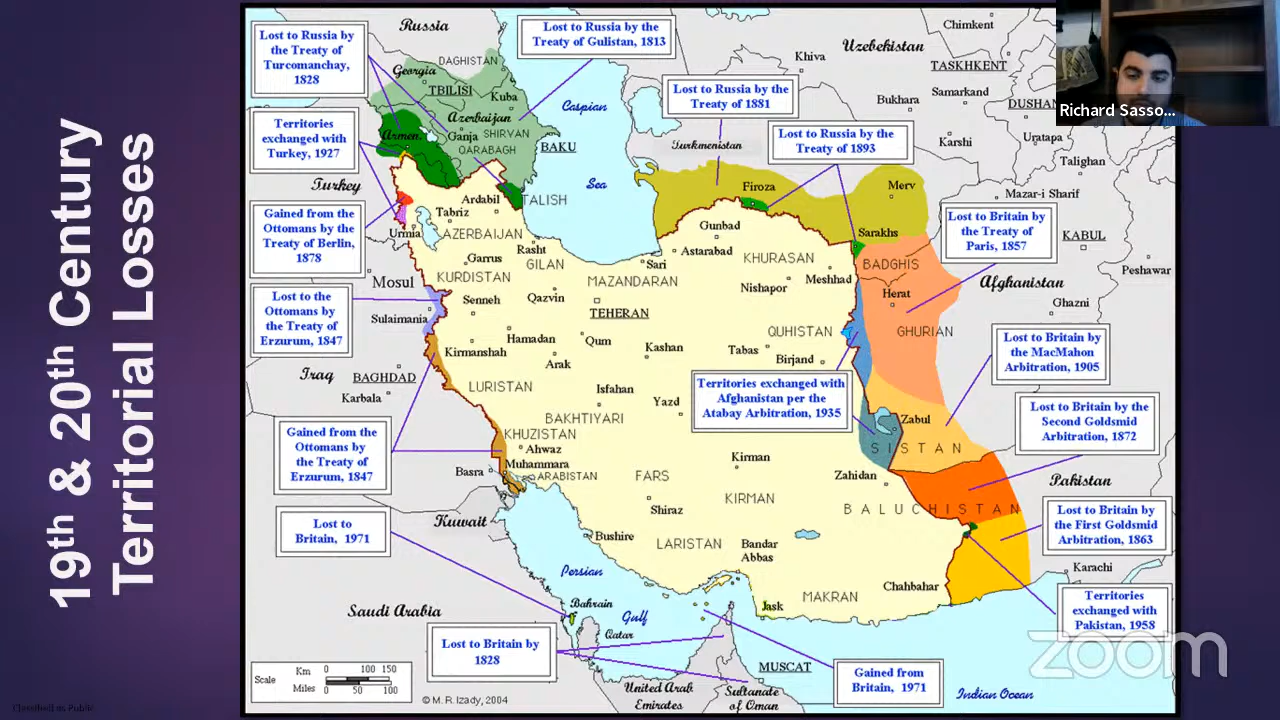 19th & 20th Century
Territorial Losses
Richard Sasso...
Russia
Lost to Russia by
the Treaty of
Turcomanchay,
1828
Lost to Russia by the
Treaty of Gulistan, 1813
Lost to Russia by the
Treaty of 1881
Lost to Russia by the
Treaty of 1893
Territories
exchanged with
Turkey, 1927
Gained from the
Ottomans by the
Treaty of Berlin,
1878
Lost to the
Ottomans by
the Treaty of
Erzurum, 1847
Gained from the
Ottomans by
the Treaty of
Erzurum, 1847
Lost to
Britain, 1971
Lost to Britain by
1828
Gained from
Britain, 1971
Territories
exchanged with
Pakistan, 1958
Lost to Britain by
the First Goldsmid
Arbitration, 1863
Lost to Britain by the
Second Goldsmid
Arbitration, 1872
Lost to Britain by
the MacMahon
Arbitration, 1905
Lost to Britain by
the Treaty of
Paris, 1857
Territories exchanged with
Afghanistan per the
Atabay Arbitration, 1935
DAGHISTAN
Georgia
TBILISI
Kuba
Azerbaijan
Armen.
Ganja
SHIRVAN
QARABAGH
BAKU
TALISH
Caspian
Sea
Turkey
Ardabil
Tabriz
Urmia
AZERBAIJAN
Rasht
Garrus
GILAN
KURDISTAN
Mosul
Senneh
Qazvin
Sulaimania
MAZANDARAN
TEHERAN
Sari
Astarabad
Gunbad
KHURASAN
Nishapor
Meshhad
Turkmenistan
Firoza
Merv
Sarakhs
BADGHIS
Herat
GHURIAN
Uzebekistan
Khiva
Bukhara
Chimkent
TASKHKENT
Samarkand
DUSHAN
Uratapa
Karshi
Talighan
Mazar-i Sharif
KABUL
Peshawar
Afghanistan
Ghazni
Kirmanshah
Hamadan
Qum
Kashan
Arak
QUHISTAN
Tabas
Birjand
Iraq
BAGHDAD
Karbala
LURISTAN
Isfahan
Yazd
BAKHTIYARI
KHUZISTAN
Ahwaz
Muhammara
ARABISTAN
Basra
Kuwait
FARS
Kirman
KIRMAN
Zabul
SISTAN
Zahidan
BALUCHISTAN
Pakistan
Shiraz
Bushire
LARISTAN
Bandar
Abbas
Karachi
Chahbahar
MAKRAN
Jask
Persian
Gulf
Bahrain
Qatar
Saudi Arabia
United Arab
Emirates
Sultanate
of Oman
MUSCAT
Indian Ocean
Scale
Km 0 100 150
Miles 0 50 100
© M. R. Izady, 2004
zoom
Classified as Public